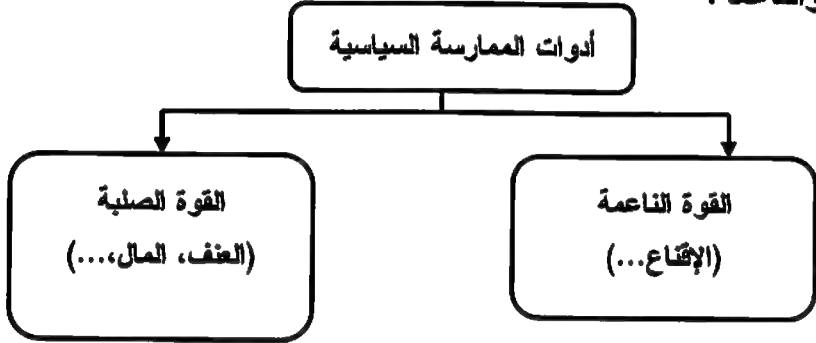 أدوات الممارسة السياسية
القوة الناعمة
(الإقناع...)
القوة الصلبة
(العنف، المال،...)